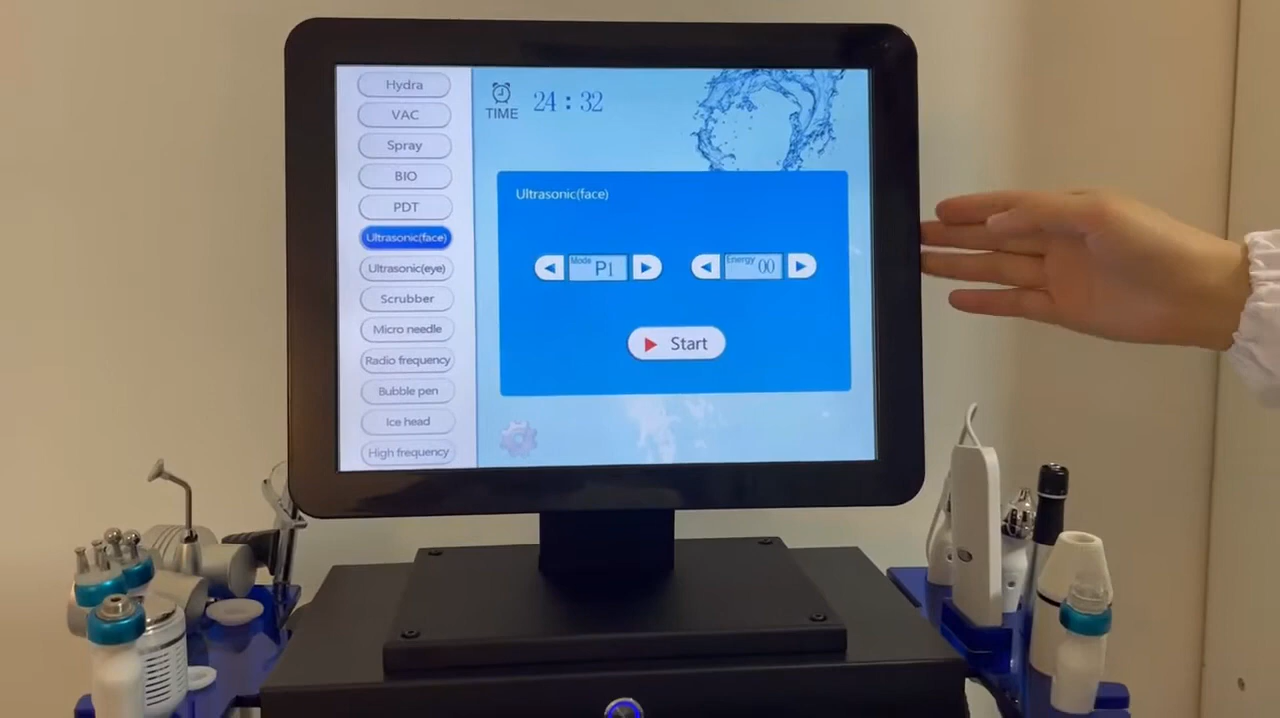 Hydra
VAC
Spray
BIO
PDT
Ultrasonic(face)
Ultrasonic(eye)
Scrubber
Micro needle
Radio frequency
Bubble pen
Ice head
High frequency
TIME 24 : 32
Ultrasonic(face)
Mode P1 Energy 00
Start